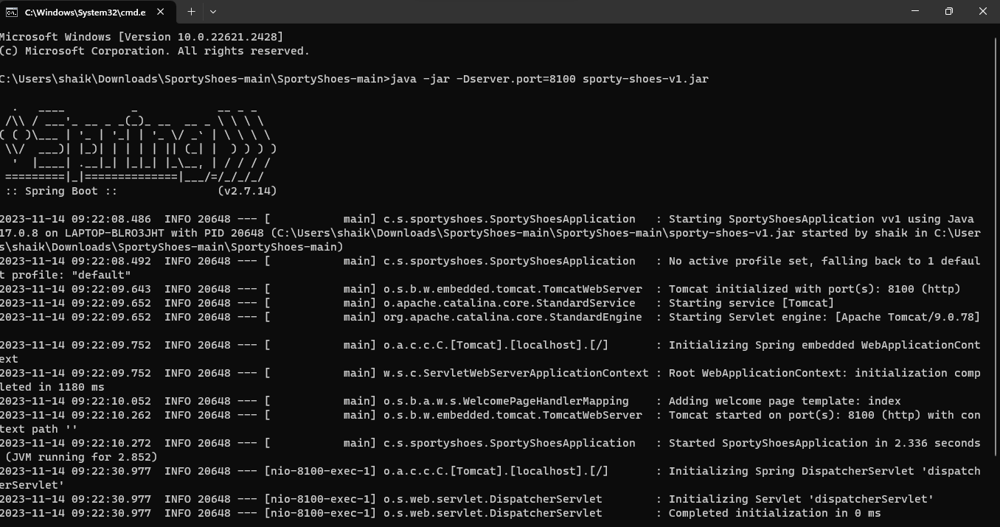 C:\Windows\System32\cmd.e
Microsoft Windows [Version 10.0.22621.2428]
(c) Microsoft Corporation. All rights reserved.
C:\Users\shaik\Downloads\SportyShoes-main\SportyShoes-main>java -jar -Dserver.port=8100 sporty-shoes-v1.jar
  .   ____          _            __ _ _
 /\\ / ___'_ __ _ _(_)_ __  __ _ \ \ \ \
( ( )\___ | '_ | '_| | '_ \/ _` | \ \ \ \
 \\/  ___)| |_)| | | | | || (_| |  ) ) ) )
  '  |____| .__|_| |_|_| |_\__, | / / / /
 =========|_|==============|___/=/_/_/_/
 :: Spring Boot ::               (v2.7.14)
2023-11-14 09:22:08.486  INFO 20648 --- [           main] c.s.sportyshoes.SportyShoesApplication   : Starting SportyShoesApplication vv1 using Java
17.0.8 on LAPTOP-BLRO3JHT with PID 20648 (C:\Users\shaik\Downloads\SportyShoes-main\SportyShoes-main\sporty-shoes-v1.jar started by shaik in C:\User
s\shaik\Downloads\SportyShoes-main\SportyShoes-main)
2023-11-14 09:22:08.492  INFO 20648 --- [           main] c.s.sportyshoes.SportyShoesApplication   : No active profile set, falling back to 1 defaul
t profile: "default"
2023-11-14 09:22:09.643  INFO 20648 --- [           main] o.s.b.w.embedded.tomcat.TomcatWebServer  : Tomcat initialized with port(s): 8100 (http)
2023-11-14 09:22:09.652  INFO 20648 --- [           main] o.apache.catalina.core.StandardService   : Starting service [Tomcat]
2023-11-14 09:22:09.652  INFO 20648 --- [           main] org.apache.catalina.core.StandardEngine  : Starting Servlet engine: [Apache Tomcat/9.0.78]
2023-11-14 09:22:09.752  INFO 20648 --- [           main] o.a.c.c.C.[Tomcat].[localhost].[/]       : Initializing Spring embedded WebApplicationCont
ext
2023-11-14 09:22:09.752  INFO 20648 --- [           main] w.s.c.ServletWebServerApplicationContext : Root WebApplicationContext: initialization comp
leted in 1180 ms
2023-11-14 09:22:10.052  INFO 20648 --- [           main] o.s.b.a.w.s.WelcomePageHandlerMapping    : Adding welcome page template: index
2023-11-14 09:22:10.262  INFO 20648 --- [           main] o.s.b.w.embedded.tomcat.TomcatWebServer  : Tomcat started on port(s): 8100 (http) with con
text path ''
2023-11-14 09:22:10.272  INFO 20648 --- [           main] c.s.sportyshoes.SportyShoesApplication   : Started SportyShoesApplication in 2.336 seconds
 (JVM running for 2.852)
2023-11-14 09:22:30.977  INFO 20648 --- [nio-8100-exec-1] o.a.c.c.C.[Tomcat].[localhost].[/]       : Initializing Spring DispatcherServlet 'dispatch
erServlet'
2023-11-14 09:22:30.977  INFO 20648 --- [nio-8100-exec-1] o.s.web.servlet.DispatcherServlet        : Initializing Servlet 'dispatcherServlet'
2023-11-14 09:22:30.977  INFO 20648 --- [nio-8100-exec-1] o.s.web.servlet.DispatcherServlet        : Completed initialization in 0 ms